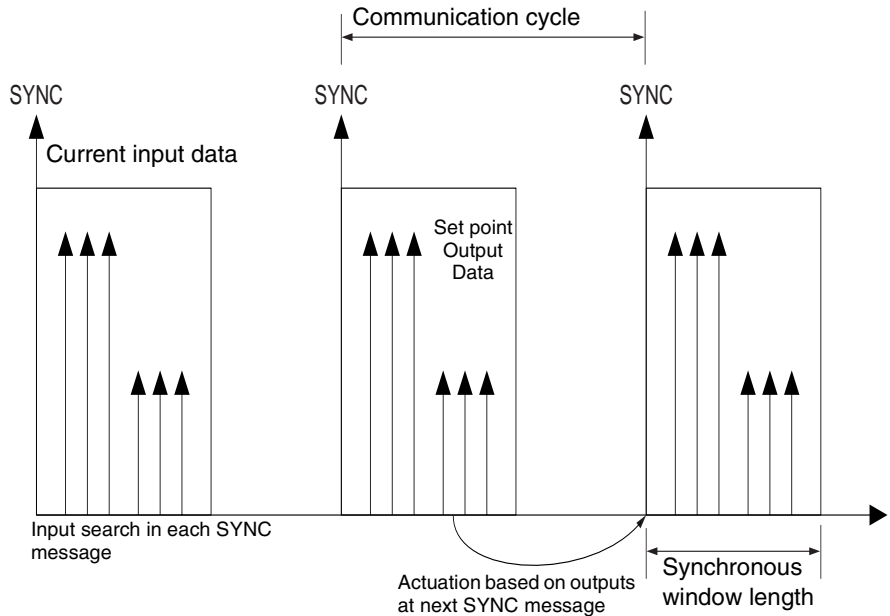 Communication cycle
SYNC
SYNC
SYNC
Current input data
Set point
Output
Data
Input search in each SYNC
message
Actuation based on outputs
at next SYNC message
Synchronous
window length